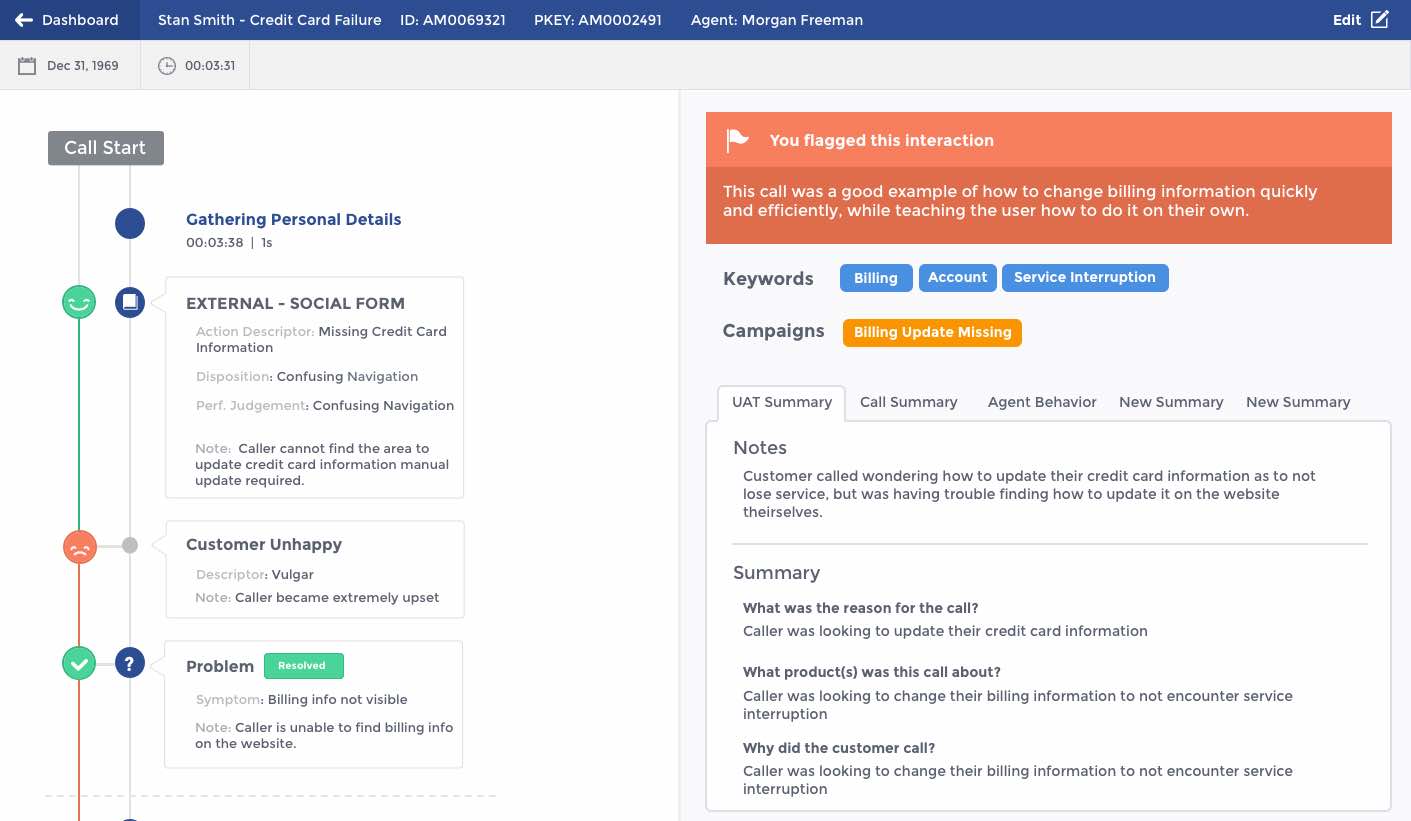 Dashboard
Stan Smith - Credit Card Failure ID: AM0069321 PKEY: AM0002491 Agent: Morgan Freeman
Edit
Dec 31, 1969
00:03:31
Call Start
Gathering Personal Details
00:03:38 | 1s
EXTERNAL - SOCIAL FORM
Action Descriptor: Missing Credit Card
Information
Disposition: Confusing Navigation
Perf. Judgement: Confusing Navigation
Note: Caller cannot find the area to
update credit card information manual
update required.
Customer Unhappy
Descriptor: Vulgar
Note: Caller became extremely upset
?
Problem Resolved
Symptom: Billing info not visible
Note: Caller is unable to find billing info
on the website.
You flagged this interaction
This call was a good example of how to change billing information quickly
and efficiently, while teaching the user how to do it on their own.
Keywords Billing Account Service Interruption
Campaigns Billing Update Missing
UAT Summary Call Summary Agent Behavior New Summary New Summary
Notes
Customer called wondering how to update their credit card information as to not
lose service, but was having trouble finding how to update it on the website
theirselves.
Summary
What was the reason for the call?
Caller was looking to update their credit card information
What product(s) was this call about?
Caller was looking to change their billing information to not encounter service
interruption
Why did the customer call?
Caller was looking to change their billing information to not encounter service
interruption